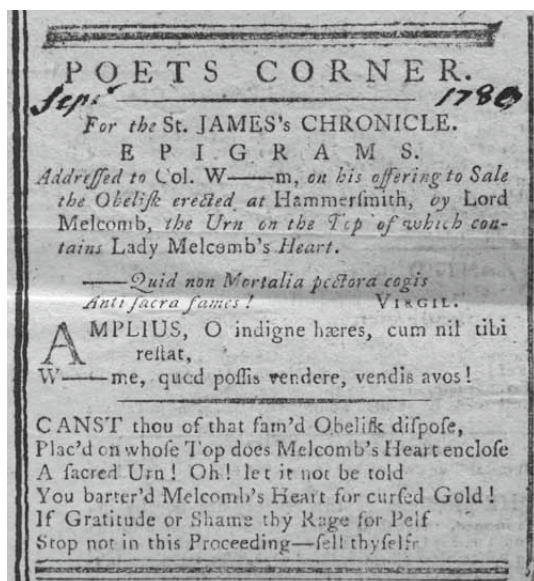 POETS CORNER.
Sepr 1780
For the St. JAMES's CHRONICLE.
EPIGRAMS.
Addreſſed to Col. W——m, on his offering to Sale
the Obeliſk erected at Hammerſmith, by Lord
Melcomb, the Urn on the Top of which con-
tains Lady Melcomb's Heart.
——Quid non Mortalia pectora cogis
Auri ſacra fames! VIRGIL.
AMPLIUS, O indigne hæres, cum nil tibi
reſtat,
W——me, quod poſſis vendere, vendis avos!
CANST thou of that fam'd Obeliſk diſpoſe,
Plac'd on whoſe Top does Melcomb's Heart encloſe
A ſacred Urn! Oh! let it not be told
You barter'd Melcomb's Heart for curſed Gold!
If Gratitude or Shame thy Rage for Pelf
Stop not in this Proceeding—ſell thyſelf